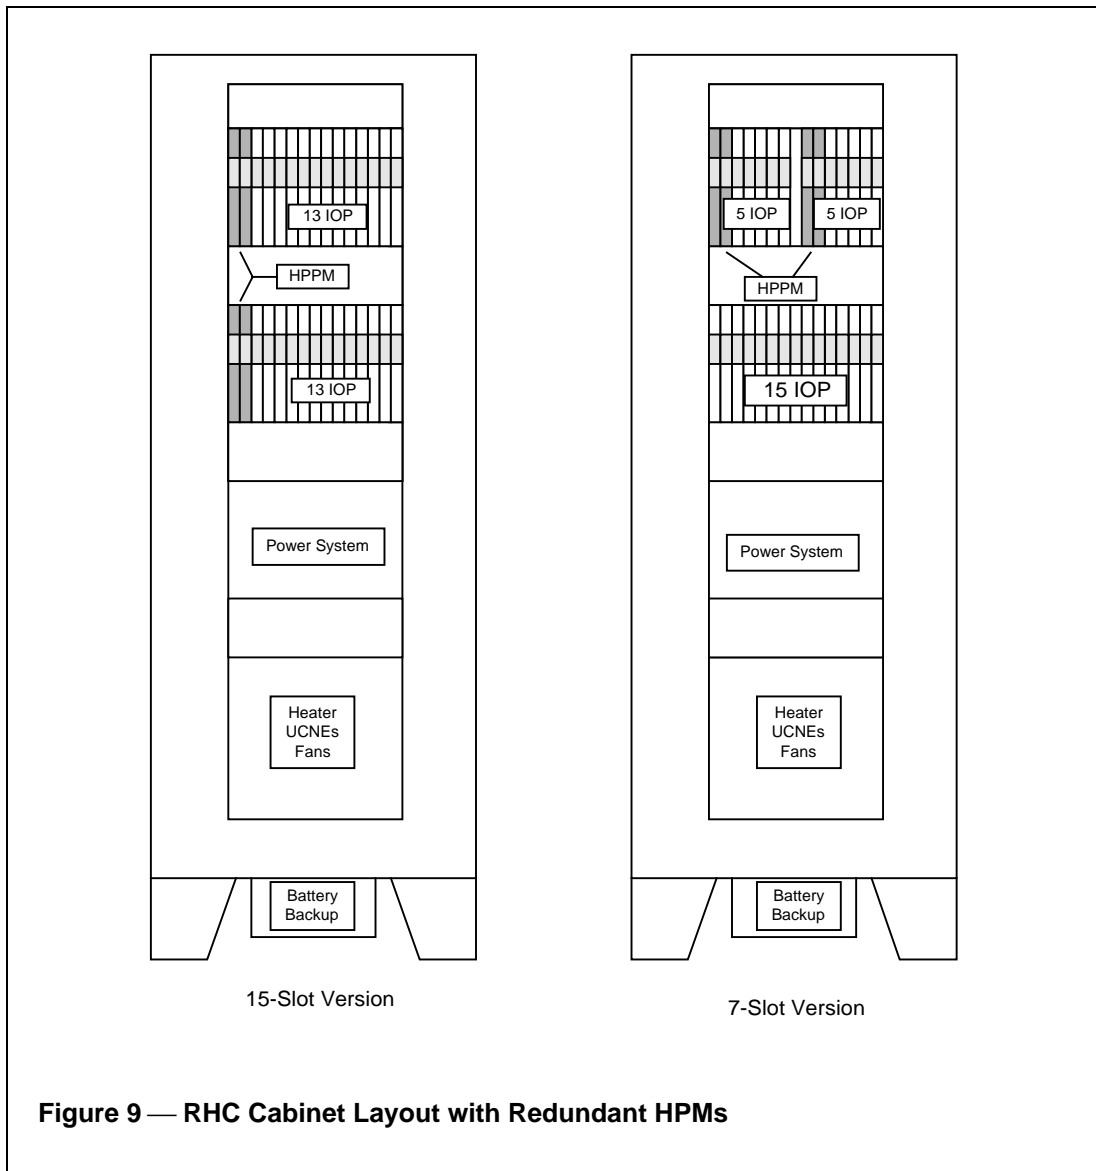 13 IOP
HPPM
13 IOP
Power System
Heater
UCNEs
Fans
Battery
Backup
15-Slot Version
5 IOP
5 IOP
HPPM
15 IOP
Power System
Heater
UCNEs
Fans
Battery
Backup
7-Slot Version
Figure 9 — RHC Cabinet Layout with Redundant HPMs